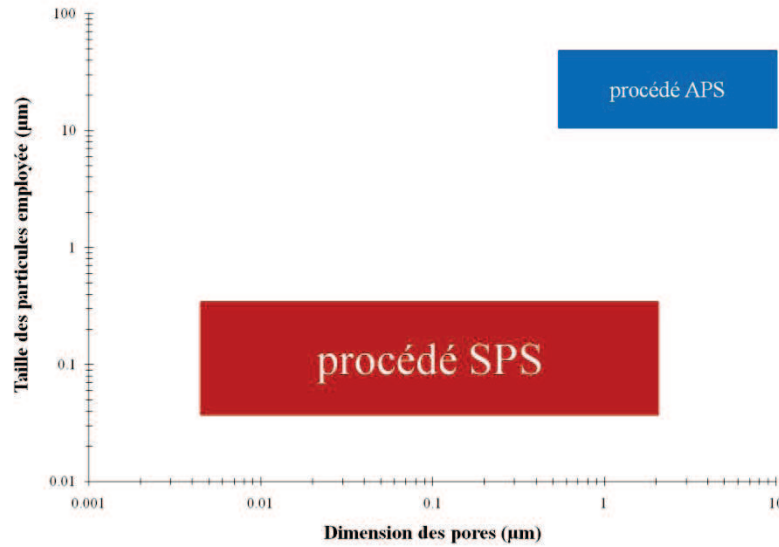 Taille des particules employée (µm)
100
10
1
0.1
0.01
procédé APS
procédé SPS
0.001
0.01
0.1
1
10
Dimension des pores (µm)